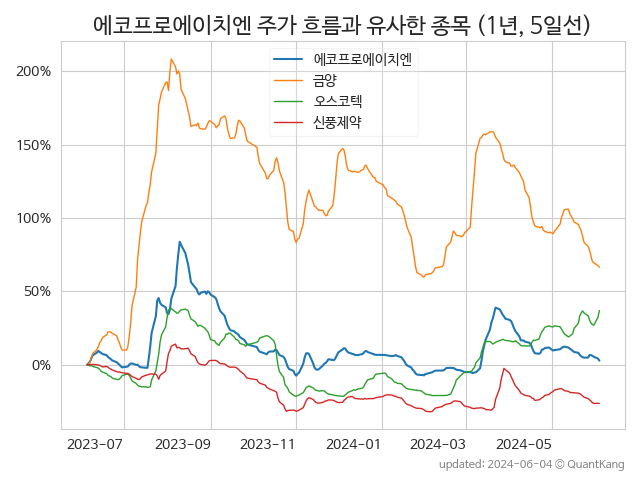 에코프로에이치엔 주가 흐름과 유사한 종목 (1년, 5일선)
에코프로에이치엔
금양
오스코텍
신풍제약
200%
150%
100%
50%
0%
2023-07 2023-09 2023-11 2024-01 2024-03 2024-05
updated: 2024-06-04 © QuantKang